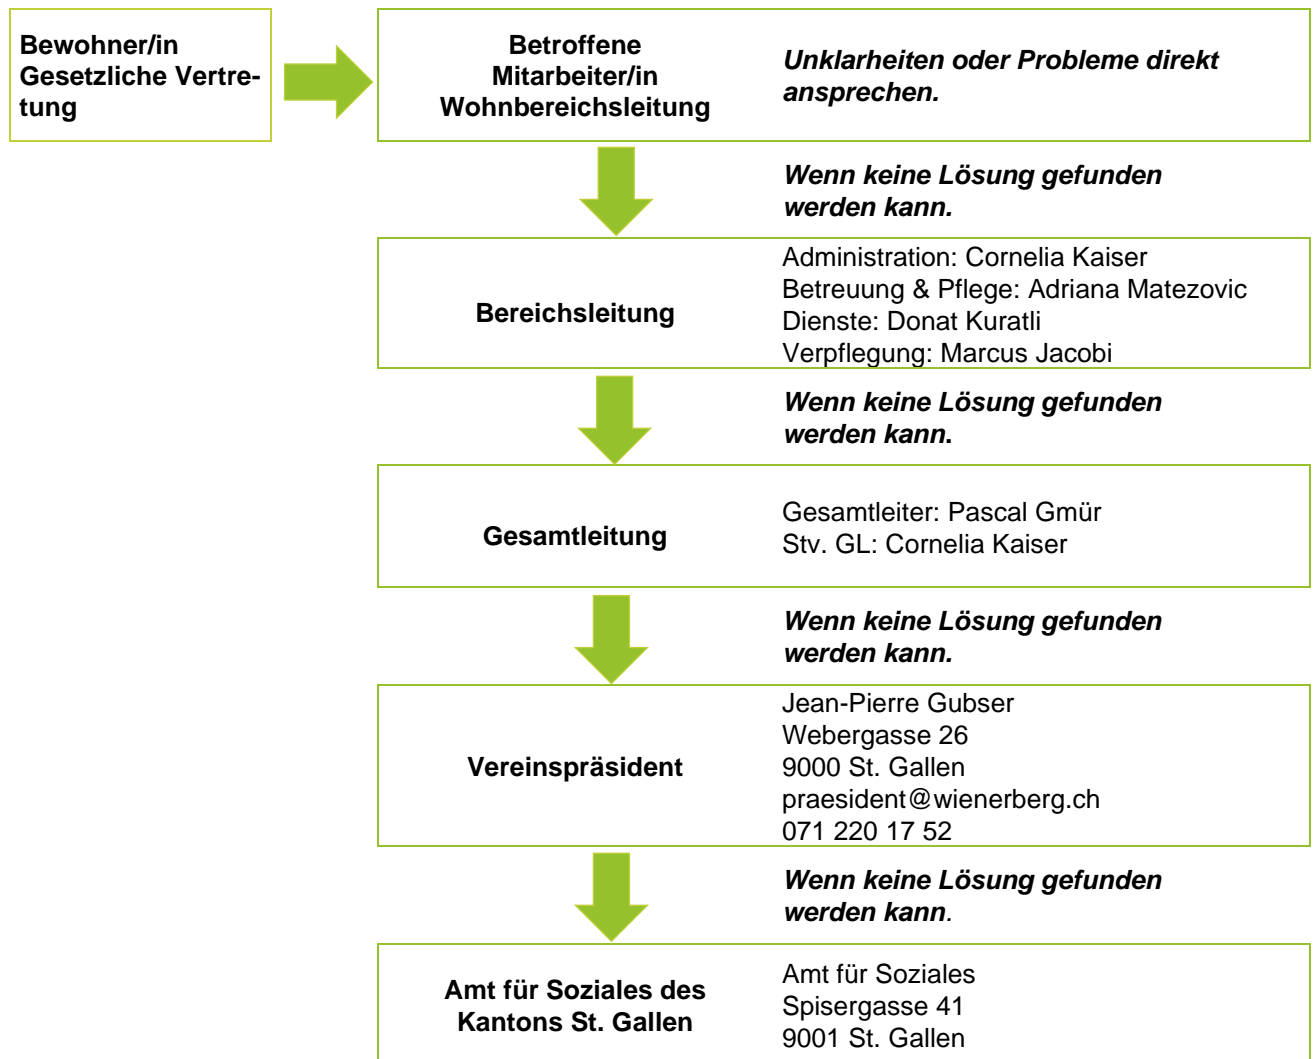 Bewohner/in
Gesetzliche Vertre-
tung
Betroffene
Mitarbeiter/in
Wohnbereichsleitung
Unklarheiten oder Probleme direkt
ansprechen.
Wenn keine Lösung gefunden
werden kann.
Bereichsleitung
Administration: Cornelia Kaiser
Betreuung & Pflege: Adriana Matezovic
Dienste: Donat Kuratli
Verpflegung: Marcus Jacobi
Wenn keine Lösung gefunden
werden kann.
Gesamtleitung
Gesamtleiter: Pascal Gmür
Stv. GL: Cornelia Kaiser
Wenn keine Lösung gefunden
werden kann.
Vereinspräsident
Jean-Pierre Gubser
Webergasse 26
9000 St. Gallen
praesident@wienerberg.ch
071 220 17 52
Wenn keine Lösung gefunden
werden kann.
Amt für Soziales des
Kantons St. Gallen
Amt für Soziales
Spisergasse 41
9001 St. Gallen